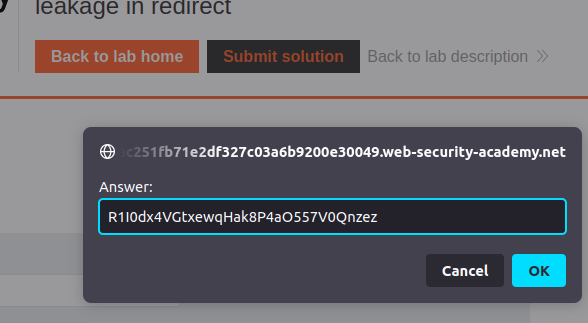 leakage in redirect
Back to lab home
Submit solution
Back to lab description
c251fb71e2df327c03a6b9200e30049.web-security-academy.net
Answer:
R1I0dx4VGtxewqHak8P4aO557V0Qnzez
Cancel
OK